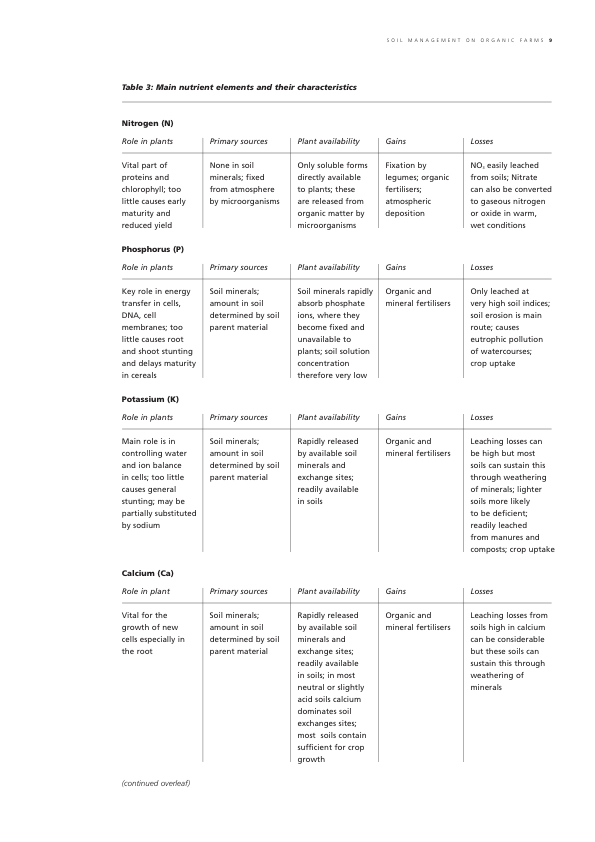 SOIL MANAGEMENT ON ORGANIC FARMS 9
Table 3: Main nutrient elements and their characteristics
Nitrogen (N)
Role in plants
Vital part of
proteins and
chlorophyll; too
little causes early
maturity and
reduced yield
Primary sources
None in soil
minerals; fixed
from atmosphere
by microorganisms
Plant availability
Only soluble forms
directly available
to plants; these
are released from
organic matter by
microorganisms
Gains
Fixation by
legumes; organic
fertilisers;
atmospheric
deposition
Losses
NO₃ easily leached
from soils; Nitrate
can also be converted
to gaseous nitrogen
or oxide in warm,
wet conditions
Phosphorus (P)
Role in plants
Key role in energy
transfer in cells,
DNA, cell
membranes; too
little causes root
and shoot stunting
and delays maturity
in cereals
Primary sources
Soil minerals;
amount in soil
determined by soil
parent material
Plant availability
Soil minerals rapidly
absorb phosphate
ions, where they
become fixed and
unavailable to
plants; soil solution
concentration
therefore very low
Gains
Organic and
mineral fertilisers
Losses
Only leached at
very high soil indices;
soil erosion is main
route; causes
eutrophic pollution
of watercourses;
crop uptake
Potassium (K)
Role in plants
Main role is in
controlling water
and ion balance
in cells; too little
causes general
stunting; may be
partially substituted
by sodium
Primary sources
Soil minerals;
amount in soil
determined by soil
parent material
Plant availability
Rapidly released
by available soil
minerals and
exchange sites;
readily available
in soils
Gains
Organic and
mineral fertilisers
Losses
Leaching losses can
be high but most
soils can sustain this
through weathering
of minerals; lighter
soils more likely
to be deficient;
readily leached
from manures and
composts; crop uptake
Calcium (Ca)
Role in plant
Vital for the
growth of new
cells especially in
the root
Primary sources
Soil minerals;
amount in soil
determined by soil
parent material
Plant availability
Rapidly released
by available soil
minerals and
exchange sites;
readily available
in soils; in most
neutral or slightly
acid soils calcium
dominates soil
exchanges sites;
most soils contain
sufficient for crop
growth
Gains
Organic and
mineral fertilisers
Losses
Leaching losses from
soils high in calcium
can be considerable
but these soils can
sustain this through
weathering of
minerals
(continued overleaf)